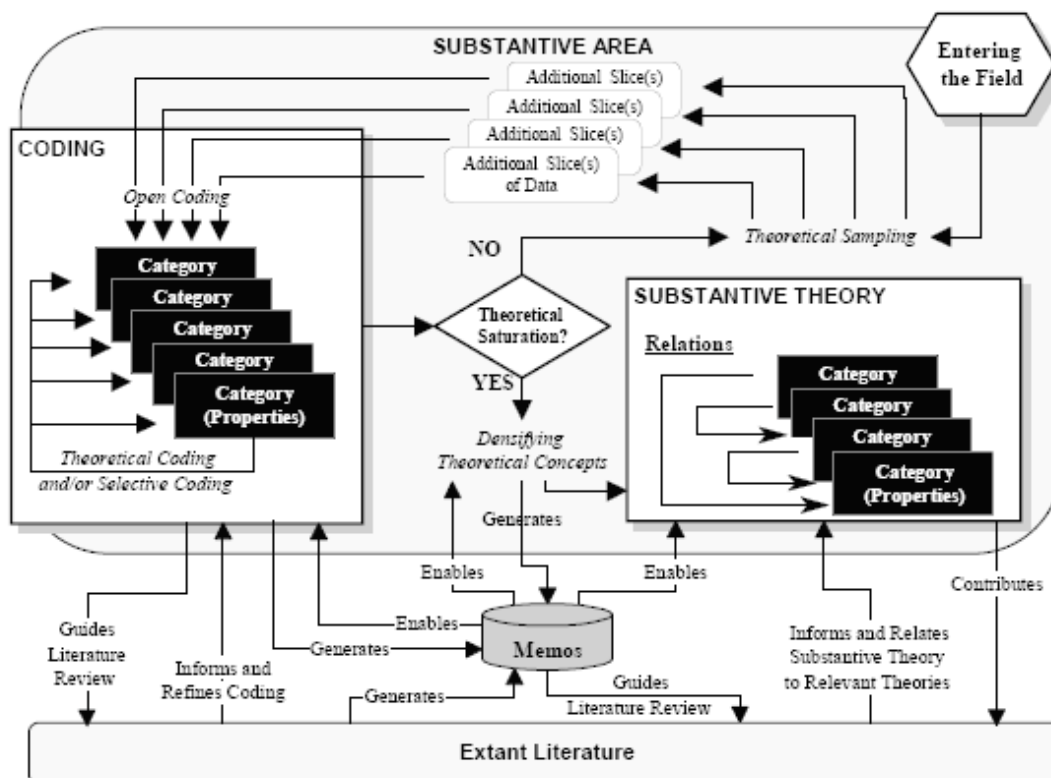 SUBSTANTIVE AREA
Entering
the Field
Additional Slice(s)
Additional Slice(s)
Additional Slice(s)
Additional Slice(s)
of Data
CODING
Open Coding
Category
Category
Category
Category
Category
(Properties)
Theoretical Coding
and/or Selective Coding
NO
Theoretical Sampling
Theoretical
Saturation?
YES
Densifying
Theoretical Concepts
SUBSTANTIVE THEORY
Relations
Category
Category
Category
Category
(Properties)
Generates
Enables
Enables
Contributes
Enables
Generates
Memos
Guides
Literature
Review
Informs and
Refines Coding
Generates
Guides
Literature Review
Informs and Relates
Substantive Theory
to Relevant Theories
Extant Literature